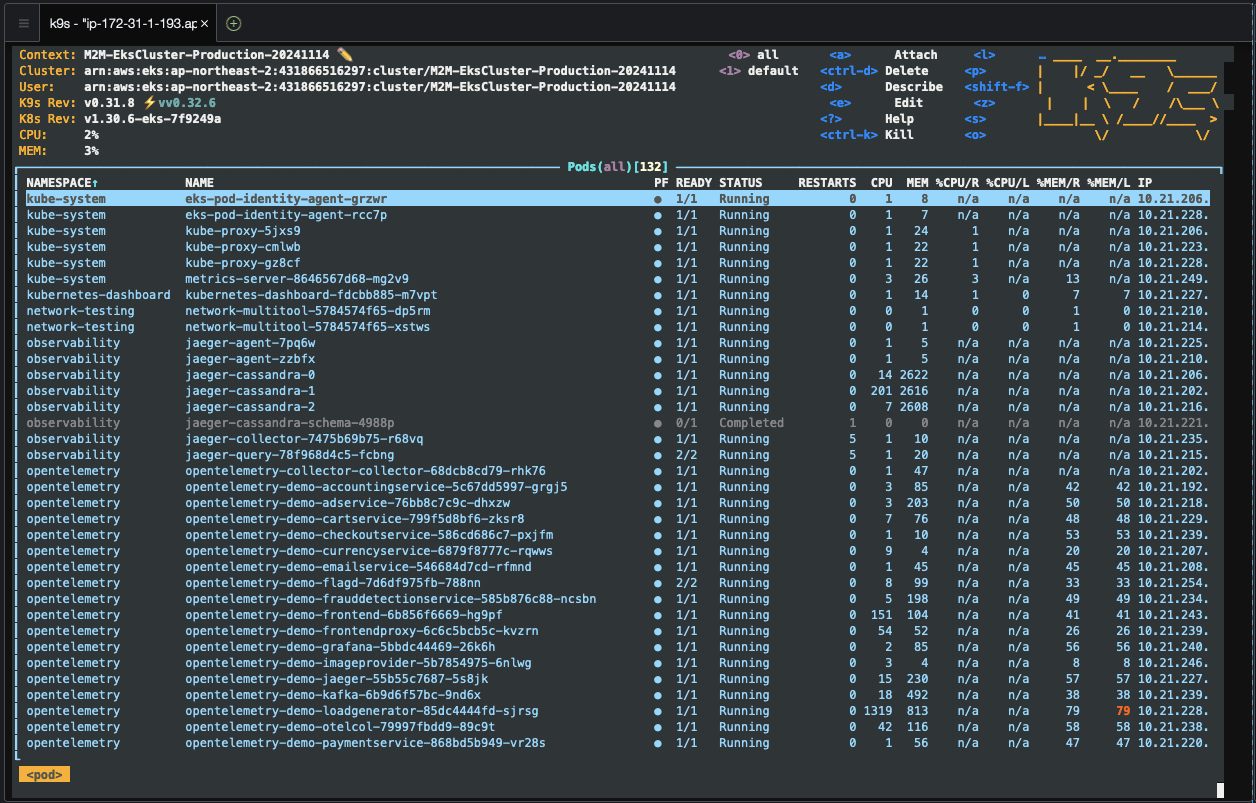 k9s - "ip-172-31-1-193.ap ×
Context: M2M-EksCluster-Production-20241114 <0> all <a> Attach <l>
Cluster: arn:aws:eks:ap-northeast-2:431866516297:cluster/M2M-EksCluster-Production-20241114 <1> default <ctrl-d> Delete <p>
User: arn:aws:eks:ap-northeast-2:431866516297:cluster/M2M-EksCluster-Production-20241114 <d> Describe <shift-f>
K9s Rev: v0.31.8 ⚡vv0.32.6 <e> Edit <z>
K8s Rev: v1.30.6-eks-7f9249a <?> Help <s>
CPU: 2% <ctrl-k> Kill <o>
MEM: 3%
Pods(all)[132]
NAMESPACE↑ NAME PF READY STATUS RESTARTS CPU MEM %CPU/R %CPU/L %MEM/R %MEM/L IP
kube-system eks-pod-identity-agent-grzwr ● 1/1 Running 0 1 8 n/a n/a n/a n/a 10.21.206.
kube-system eks-pod-identity-agent-rcc7p ● 1/1 Running 0 1 7 n/a n/a n/a n/a 10.21.228.
kube-system kube-proxy-5jxs9 ● 1/1 Running 0 1 24 1 n/a n/a n/a 10.21.206.
kube-system kube-proxy-cmlwb ● 1/1 Running 0 1 22 1 n/a n/a n/a 10.21.223.
kube-system kube-proxy-gz8cf ● 1/1 Running 0 1 22 1 n/a n/a n/a 10.21.228.
kube-system metrics-server-8646567d68-mg2v9 ● 1/1 Running 0 3 26 3 n/a 13 n/a 10.21.249.
kubernetes-dashboard kubernetes-dashboard-fdcbb885-m7vpt ● 1/1 Running 0 1 14 1 0 7 7 10.21.227.
network-testing network-multitool-5784574f65-dp5rm ● 1/1 Running 0 0 1 0 0 1 0 10.21.210.
network-testing network-multitool-5784574f65-xstws ● 1/1 Running 0 0 1 0 0 1 0 10.21.214.
observability jaeger-agent-7pq6w ● 1/1 Running 0 1 5 n/a n/a n/a n/a 10.21.225.
observability jaeger-agent-zzbfx ● 1/1 Running 0 1 5 n/a n/a n/a n/a 10.21.210.
observability jaeger-cassandra-0 ● 1/1 Running 0 14 2622 n/a n/a n/a n/a 10.21.206.
observability jaeger-cassandra-1 ● 1/1 Running 0 201 2616 n/a n/a n/a n/a 10.21.202.
observability jaeger-cassandra-2 ● 1/1 Running 0 7 2608 n/a n/a n/a n/a 10.21.216.
observability jaeger-cassandra-schema-4988p ● 0/1 Completed 1 0 0 n/a n/a n/a n/a 10.21.221.
observability jaeger-collector-7475b69b75-r68vq ● 1/1 Running 5 1 10 n/a n/a n/a n/a 10.21.235.
observability jaeger-query-78f968d4c5-fcbng ● 2/2 Running 5 1 20 n/a n/a n/a n/a 10.21.215.
opentelemetry opentelemetry-collector-collector-68dcb8cd79-rhk76 ● 1/1 Running 0 1 47 n/a n/a n/a n/a 10.21.202.
opentelemetry opentelemetry-demo-accountingservice-5c67dd5997-grgj5 ● 1/1 Running 0 3 85 n/a n/a 42 42 10.21.192.
opentelemetry opentelemetry-demo-adservice-76bb8c7c9c-dhxzw ● 1/1 Running 0 3 203 n/a n/a 50 50 10.21.218.
opentelemetry opentelemetry-demo-cartservice-799f5d8bf6-zksr8 ● 1/1 Running 0 7 76 n/a n/a 48 48 10.21.229.
opentelemetry opentelemetry-demo-checkoutservice-586cd686c7-pxjfm ● 1/1 Running 0 1 10 n/a n/a 53 53 10.21.239.
opentelemetry opentelemetry-demo-currencyservice-6879f8777c-rqwws ● 1/1 Running 0 9 4 n/a n/a 20 20 10.21.207.
opentelemetry opentelemetry-demo-emailservice-546684d7cd-rfmnd ● 1/1 Running 0 1 45 n/a n/a 45 45 10.21.208.
opentelemetry opentelemetry-demo-flagd-7d6df975fb-788nn ● 2/2 Running 0 8 99 n/a n/a 33 33 10.21.254.
opentelemetry opentelemetry-demo-frauddetectionservice-585b876c88-ncsbn ● 1/1 Running 0 5 198 n/a n/a 49 49 10.21.234.
opentelemetry opentelemetry-demo-frontend-6b856f6669-hg9pf ● 1/1 Running 0 151 104 n/a n/a 41 41 10.21.243.
opentelemetry opentelemetry-demo-frontendproxy-6c6c5bcb5c-kvzrn ● 1/1 Running 0 54 52 n/a n/a 26 26 10.21.239.
opentelemetry opentelemetry-demo-grafana-5bbdc44469-26k6h ● 1/1 Running 0 2 85 n/a n/a 56 56 10.21.240.
opentelemetry opentelemetry-demo-imageprovider-5b7854975-6nlwg ● 1/1 Running 0 3 4 n/a n/a 8 8 10.21.246.
opentelemetry opentelemetry-demo-jaeger-55b55c7687-5s8jk ● 1/1 Running 0 15 230 n/a n/a 57 57 10.21.227.
opentelemetry opentelemetry-demo-kafka-6b9d6f57bc-9nd6x ● 1/1 Running 0 18 492 n/a n/a 38 38 10.21.239.
opentelemetry opentelemetry-demo-loadgenerator-85dc4444fd-sjrsg ● 1/1 Running 0 1319 813 n/a n/a 79 79 10.21.228.
opentelemetry opentelemetry-demo-otelcol-79997fbdd9-89c9t ● 1/1 Running 0 42 116 n/a n/a 58 58 10.21.238.
opentelemetry opentelemetry-demo-paymentservice-868bd5b949-vr28s ● 1/1 Running 0 1 56 n/a n/a 47 47 10.21.220.
<pod>